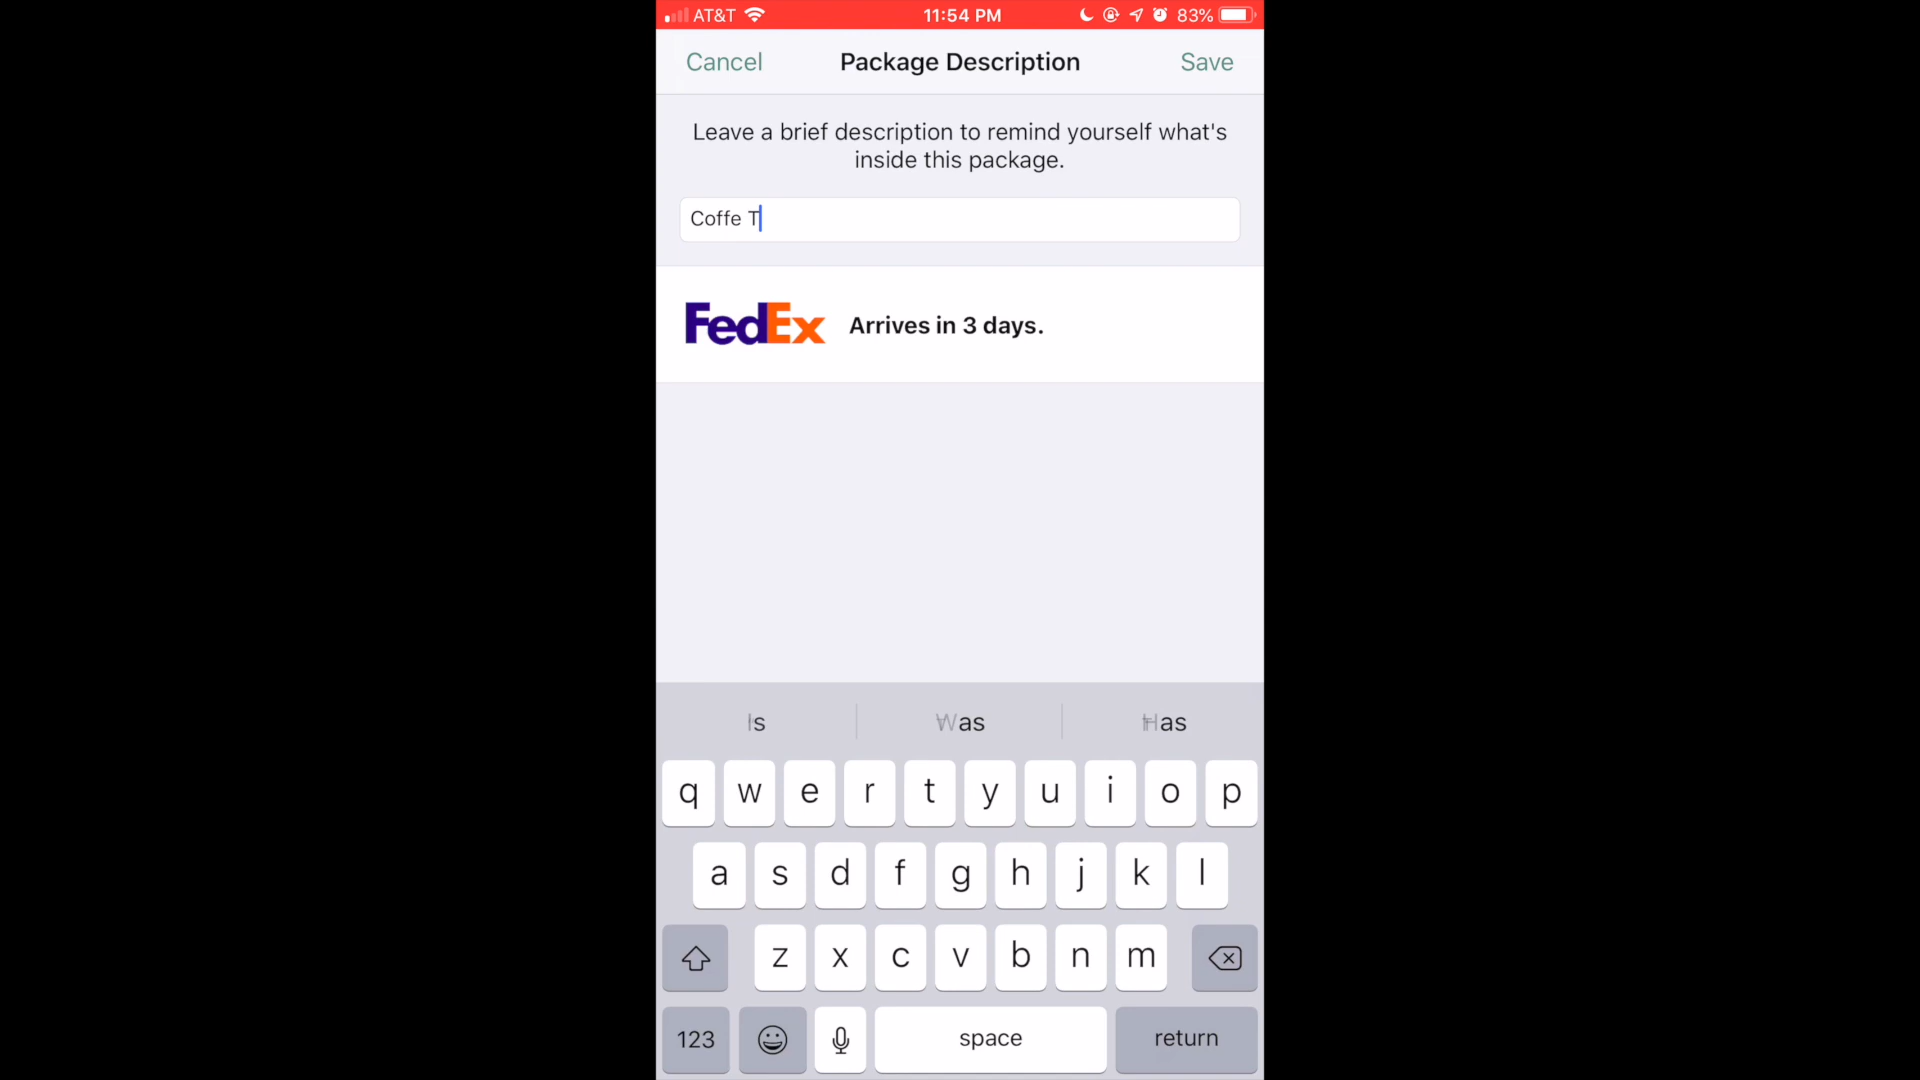 AT&T 11:54 PM 83%
Cancel Package Description Save
Leave a brief description to remind yourself what's
inside this package.
Coffe T
FedEx Arrives in 3 days.
Is Was Has
q w e r t y u i o p
a s d f g h j k l
z x c v b n m
123 space return